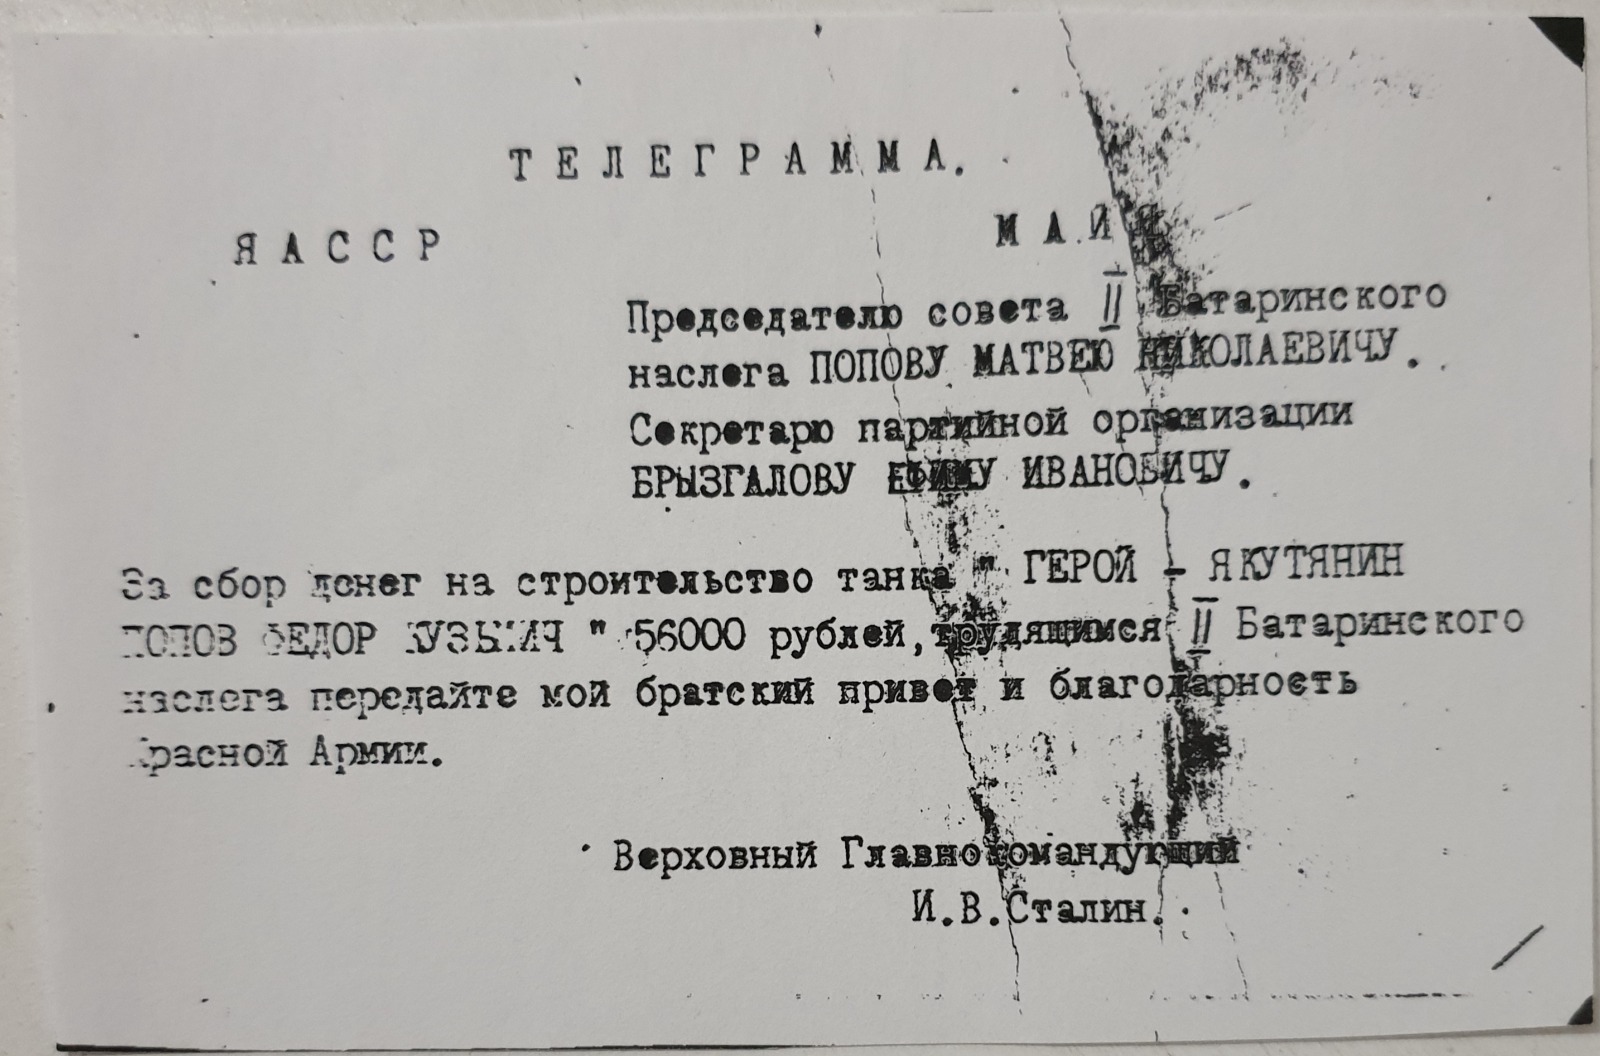 ТЕЛЕГРАММА.
ЯАССР МАЙЯ
Председателю совета II Батаринского
наслега ПОПОВУ МАТВЕЮ НИКОЛАЕВИЧУ.
Секретарю партийной организации
БРЫЗГАЛОВУ ЕФИМУ ИВАНОВИЧУ.
За сбор денег на строительство танка " ГЕРОЙ - ЯКУТЯНИН
ПОПОВ ФЕДОР КУЗЬМИЧ " 56000 рублей, трудящимся II Батаринского
наслега передайте мой братский привет и благодарность
Красной Армии.
Верховный Главнокомандующий
И.В.Сталин.